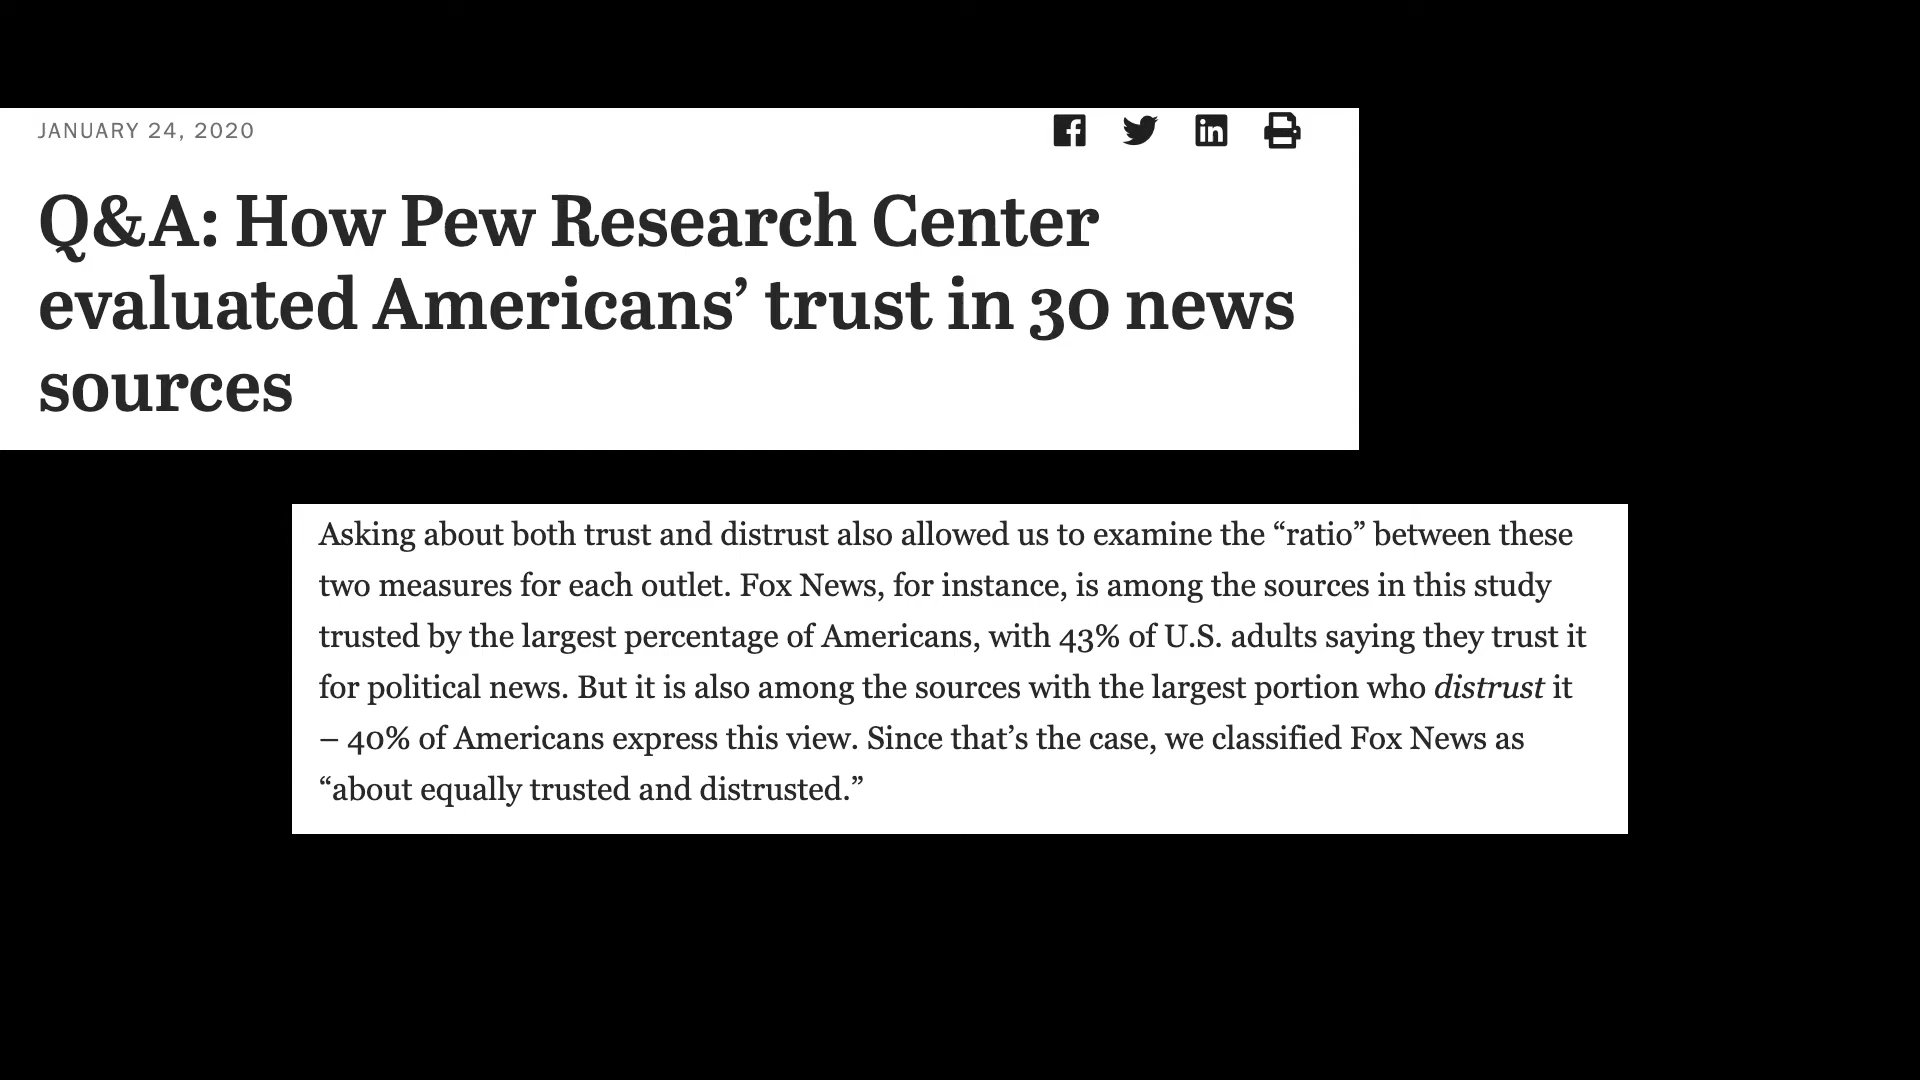 JANUARY 24, 2020
Q&A: How Pew Research Center
evaluated Americans’ trust in 30 news
sources
Asking about both trust and distrust also allowed us to examine the “ratio” between these
two measures for each outlet. Fox News, for instance, is among the sources in this study
trusted by the largest percentage of Americans, with 43% of U.S. adults saying they trust it
for political news. But it is also among the sources with the largest portion who distrust it
– 40% of Americans express this view. Since that’s the case, we classified Fox News as
“about equally trusted and distrusted.”